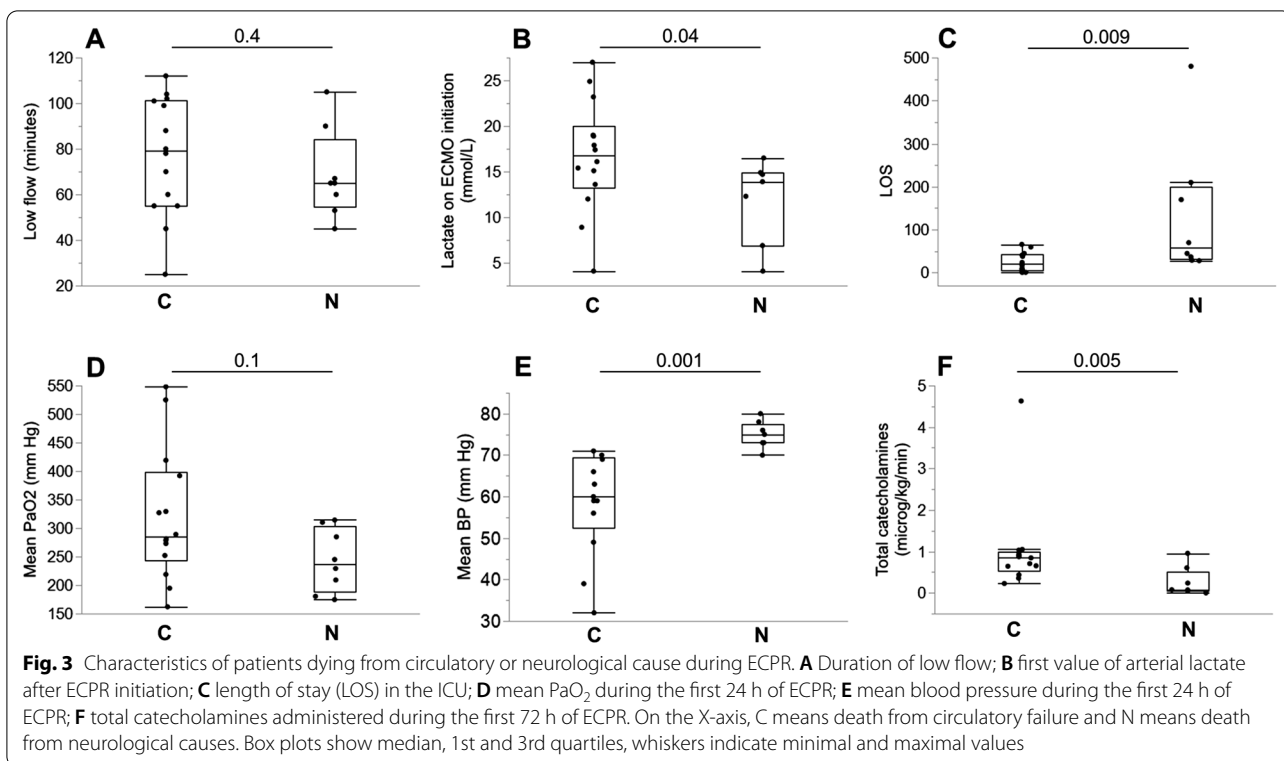 A
0.4
Low flow (minutes)
120
100
80
60
40
20
C
N
B
0.04
Lactate on ECMO initiation
(mmol/L)
25
20
15
10
5
C
N
C
0.009
LOS
500
400
300
200
100
0
C
N
D
0.1
Mean PaO2 (mm Hg)
550
500
450
400
350
300
250
200
150
C
N
E
0.001
Mean BP (mm Hg)
90
80
70
60
50
40
30
C
N
F
0.005
Total catecholamines
(microg/kg/min)
5
4
3
2
1
0
C
N
Fig. 3 Characteristics of patients dying from circulatory or neurological cause during ECPR. A Duration of low flow; B first value of arterial lactate
after ECPR initiation; C length of stay (LOS) in the ICU; D mean PaO₂ during the first 24 h of ECPR; E mean blood pressure during the first 24 h of
ECPR; F total catecholamines administered during the first 72 h of ECPR. On the X-axis, C means death from circulatory failure and N means death
from neurological causes. Box plots show median, 1st and 3rd quartiles, whiskers indicate minimal and maximal values